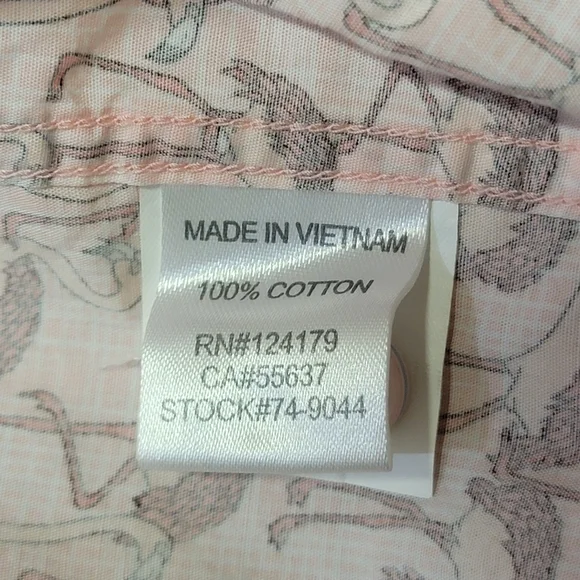 MADE IN VIETNAM
100% COTTON
RN#124179
CA#55637
STOCK#74-9044